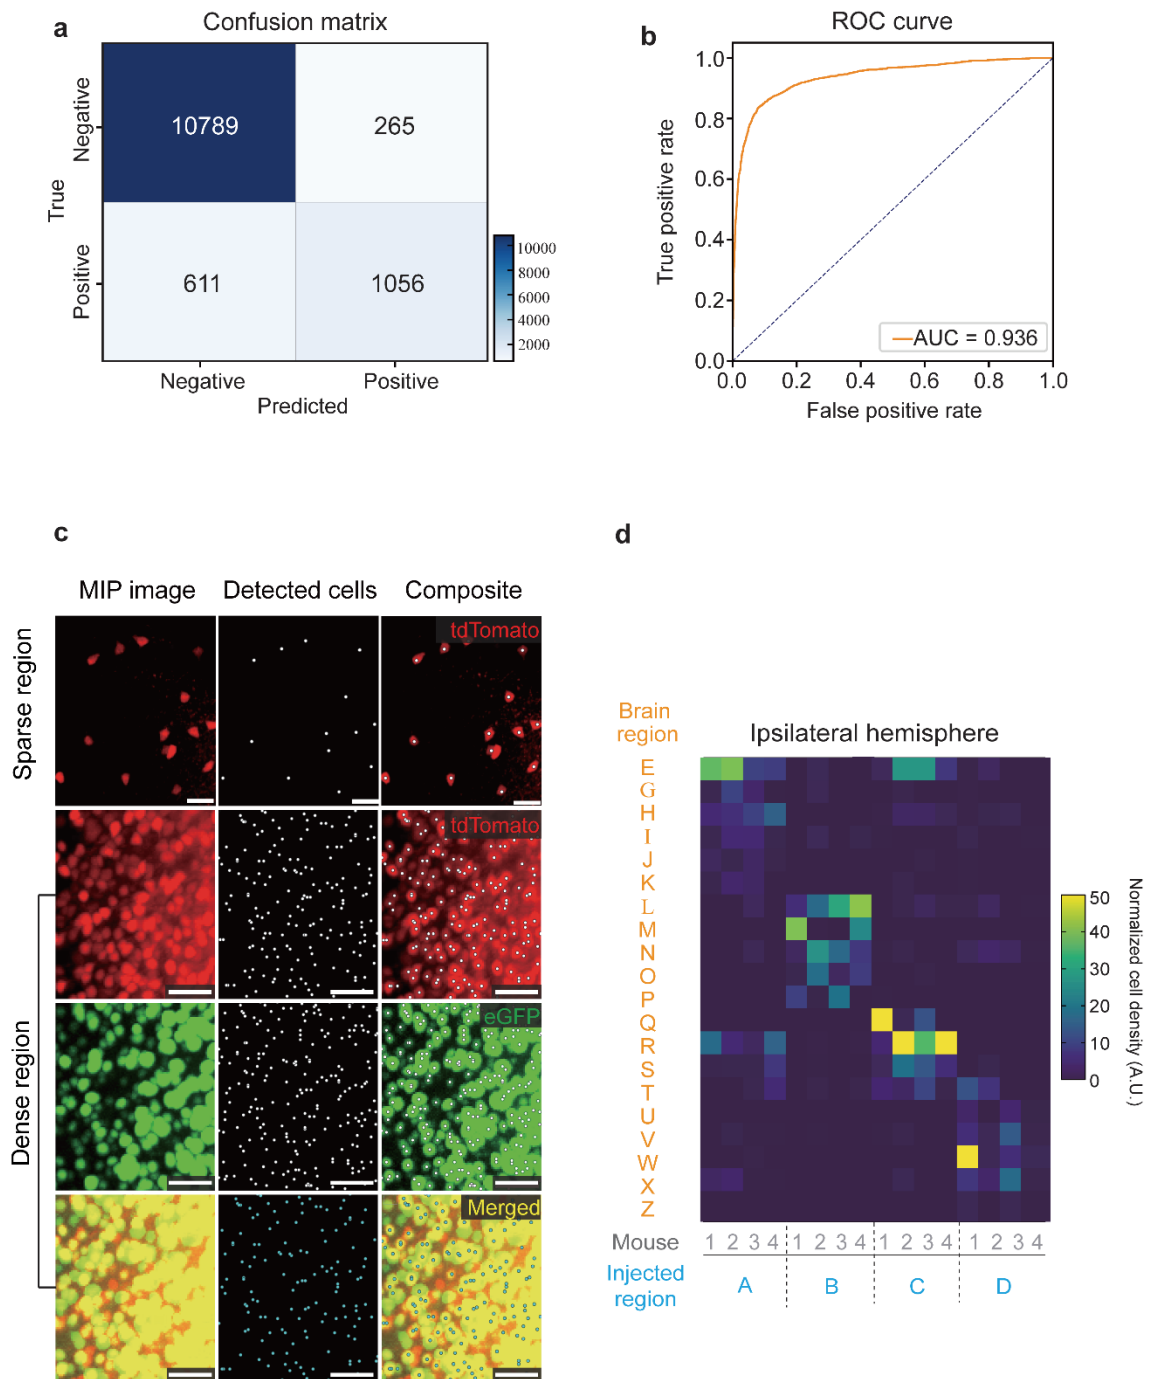 a
Confusion matrix
True
Negative
Positive
10789
265
611
1056
10000
8000
6000
4000
2000
Negative
Positive
Predicted
b
ROC curve
True positive rate
1.0
0.8
0.6
0.4
0.2
0.0
AUC = 0.936
0.0 0.2 0.4 0.6 0.8 1.0
False positive rate
c
MIP image
Detected cells
Composite
Sparse region
tdTomato
Dense region
tdTomato
eGFP
Merged
d
Brain
region
Ipsilateral hemisphere
E
G
H
I
J
K
L
M
N
O
P
Q
R
S
T
U
V
W
X
Z
50
40
30
20
10
0
Normalized cell density (A.U.)
Mouse 1 2 3 4 1 2 3 4 1 2 3 4 1 2 3 4
Injected
region
A B C D